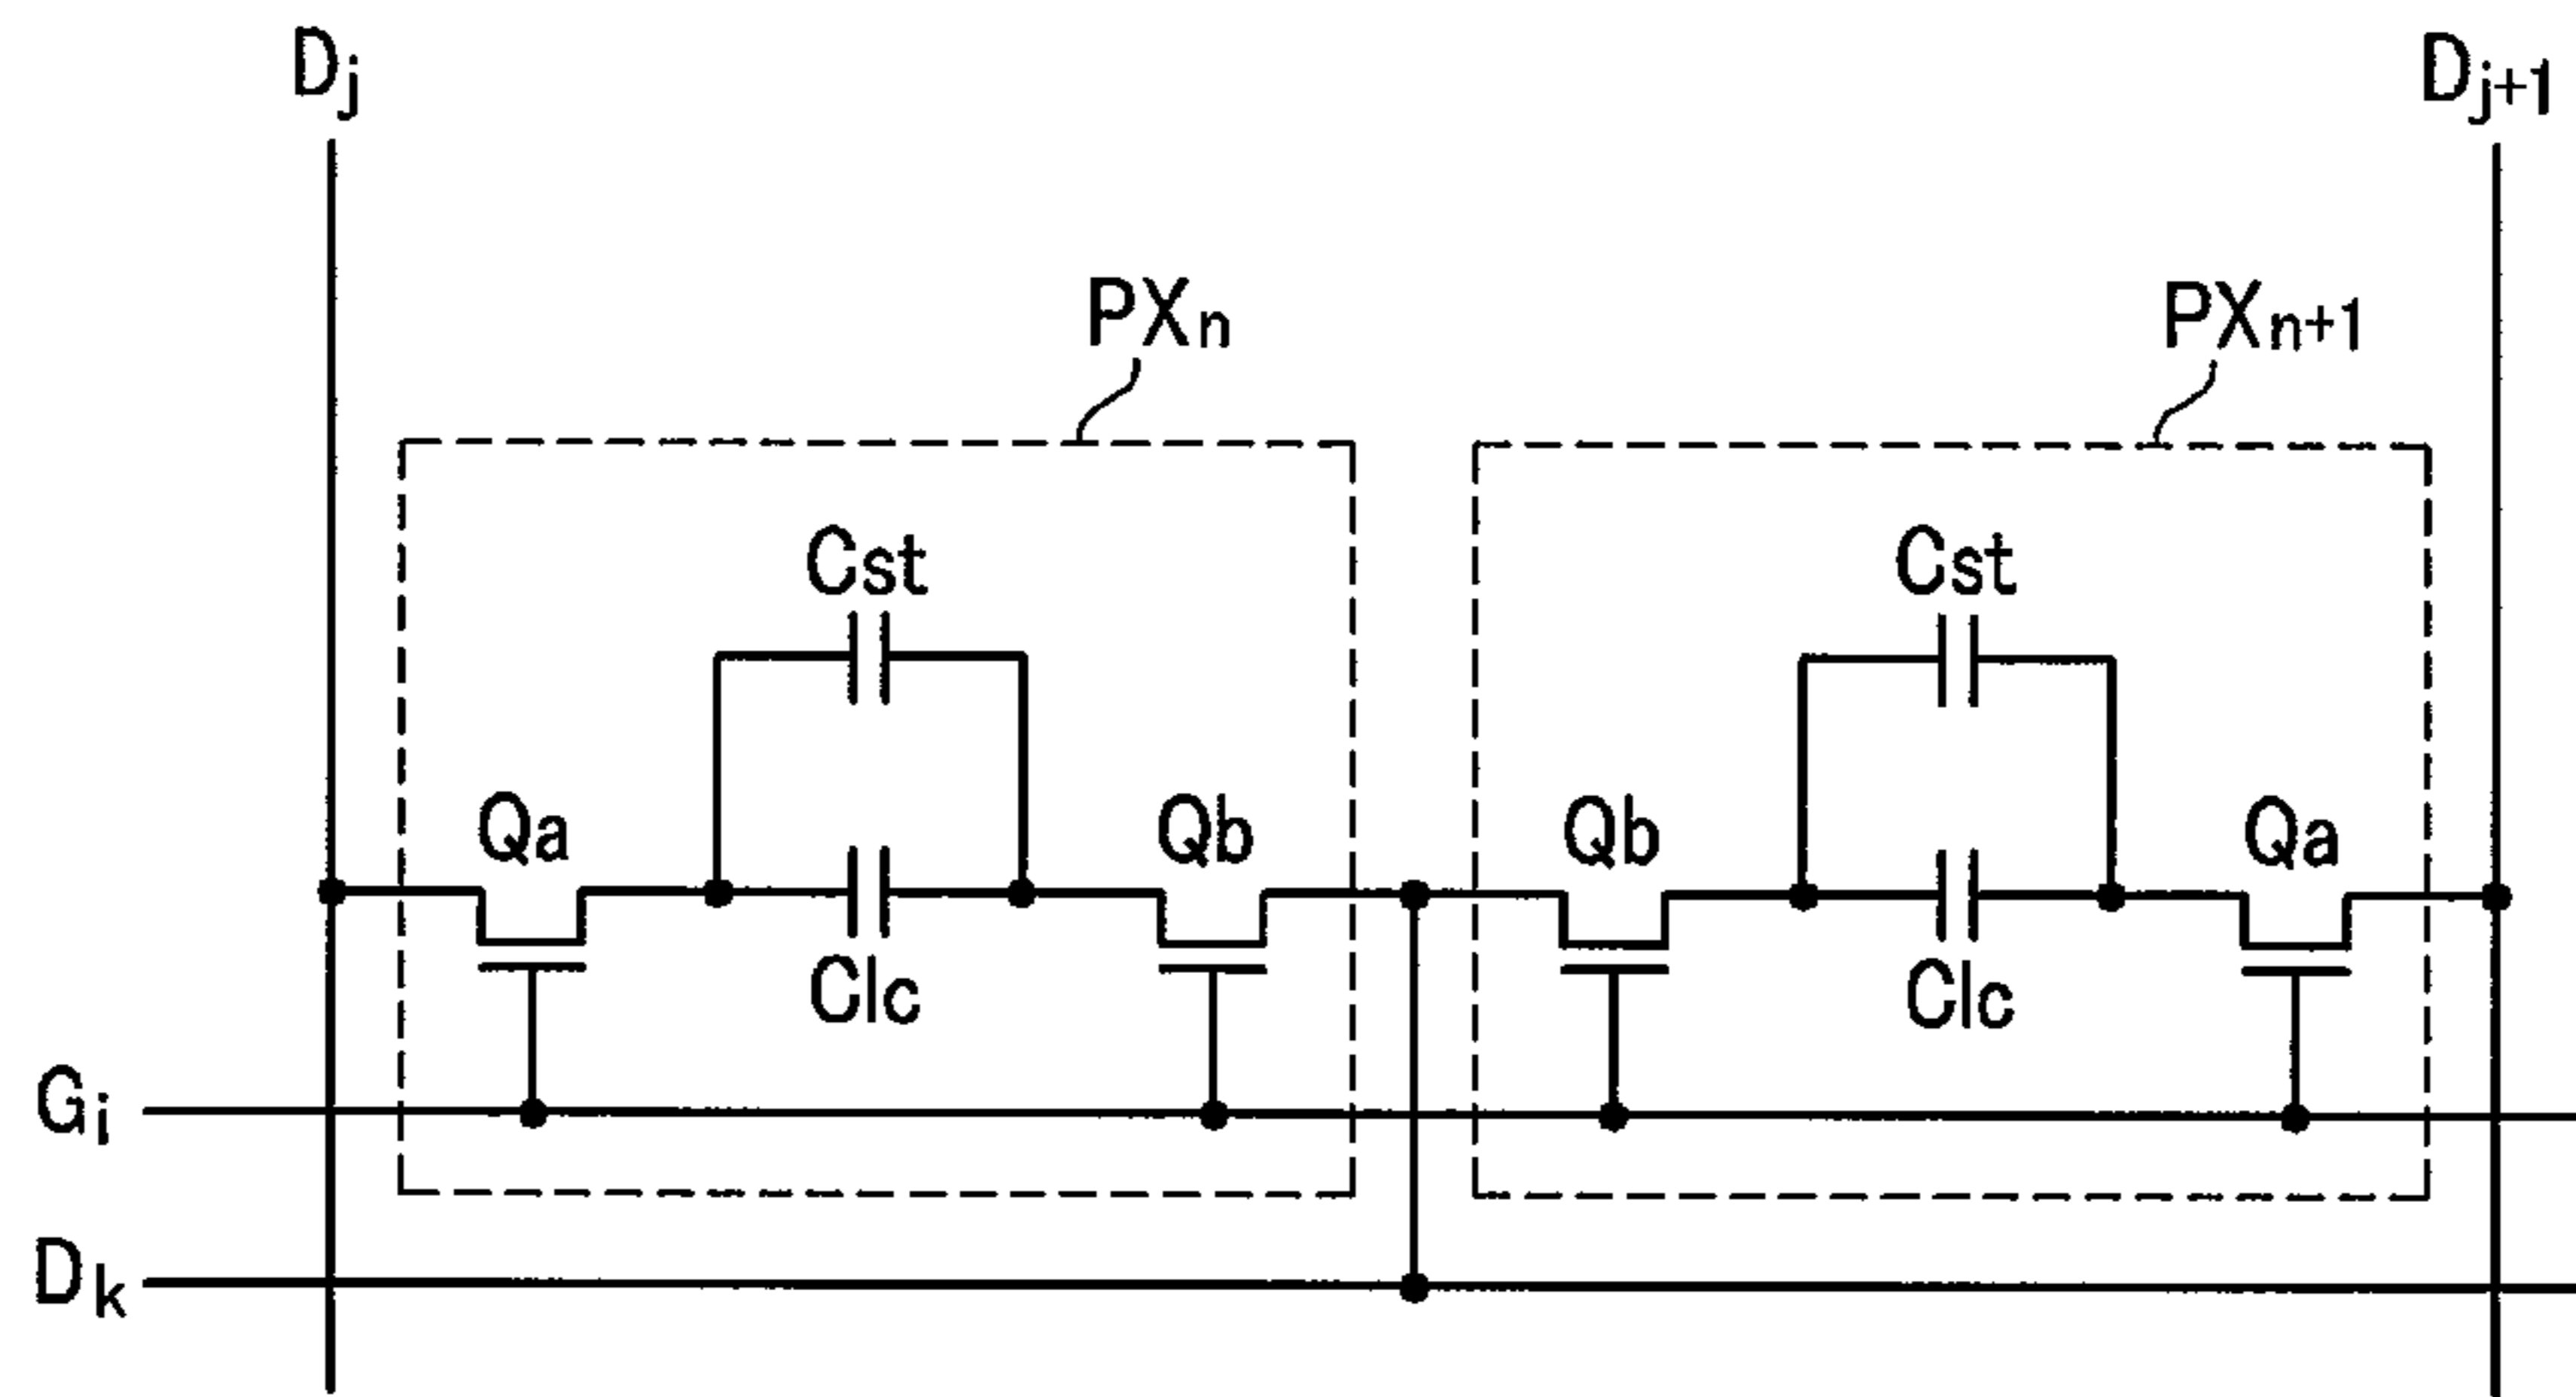 Dj
Dj+1
PXn
PXn+1
Cst
Cst
Qa
Qb
Qb
Qa
Clc
Clc
Gi
Dk